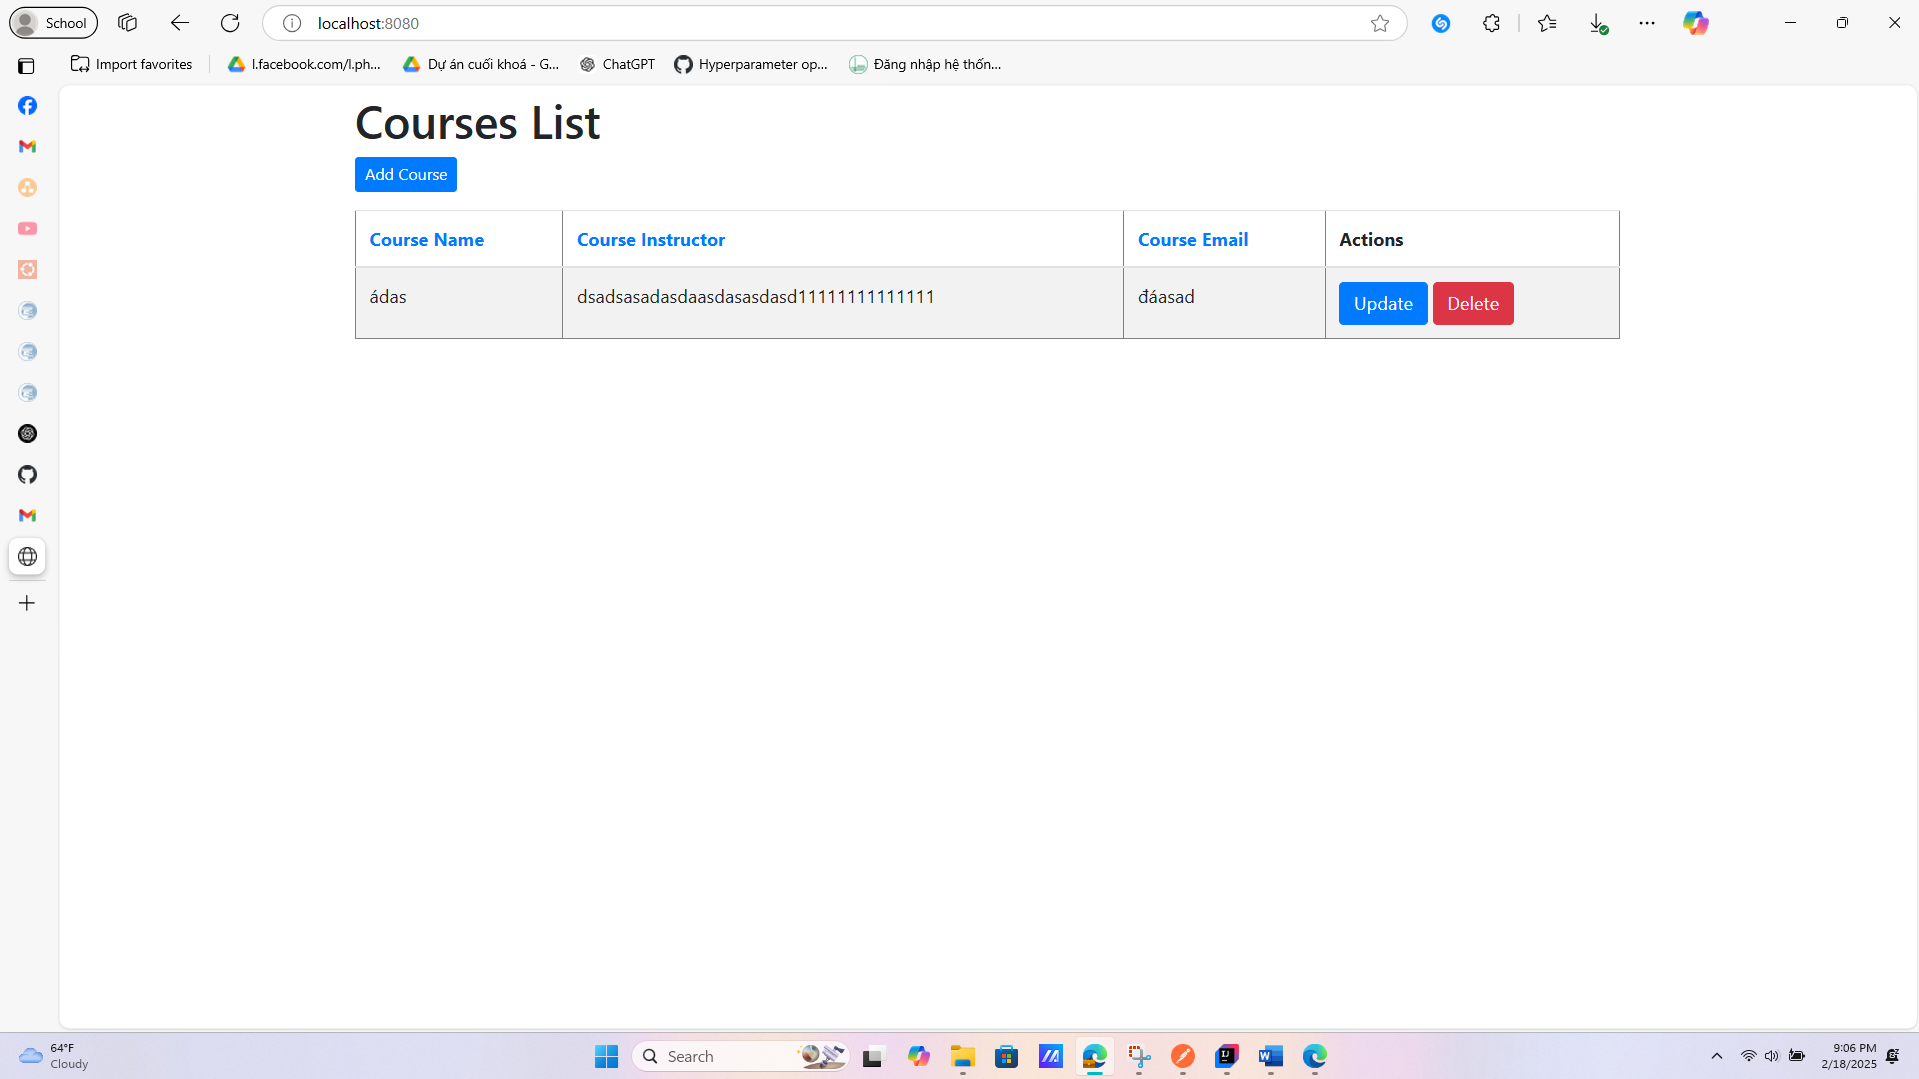 School
localhost:8080
Import favorites
l.facebook.com/l.ph...
Dự án cuối khoá - G...
ChatGPT
Hyperparameter op...
Đăng nhập hệ thốn...
Courses List
Add Course
Course Name Course Instructor Course Email Actions
ádas dsadsasadasdaasdasasdasd11111111111111 đáasad Update Delete
64°F
Cloudy
Search
9:06 PM
2/18/2025